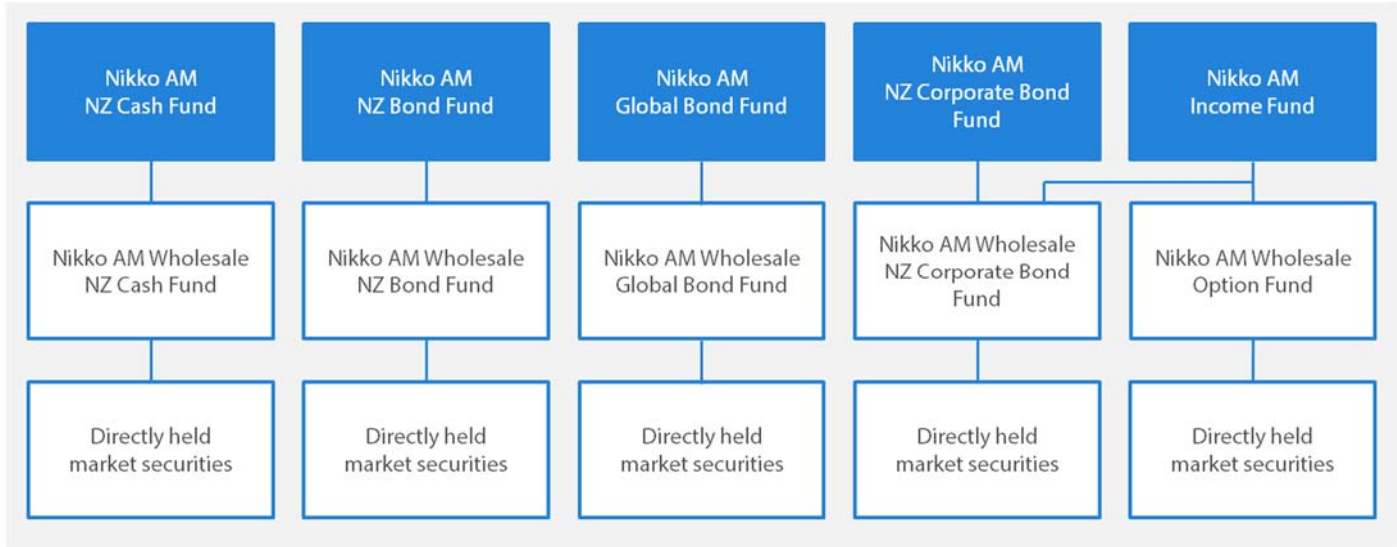 Nikko AM
NZ Cash Fund
Nikko AM
NZ Bond Fund
Nikko AM
Global Bond Fund
Nikko AM
NZ Corporate Bond
Fund
Nikko AM
Income Fund
Nikko AM Wholesale
NZ Cash Fund
Nikko AM Wholesale
NZ Bond Fund
Nikko AM Wholesale
Global Bond Fund
Nikko AM Wholesale
NZ Corporate Bond
Fund
Nikko AM Wholesale
Option Fund
Directly held
market securities
Directly held
market securities
Directly held
market securities
Directly held
market securities
Directly held
market securities